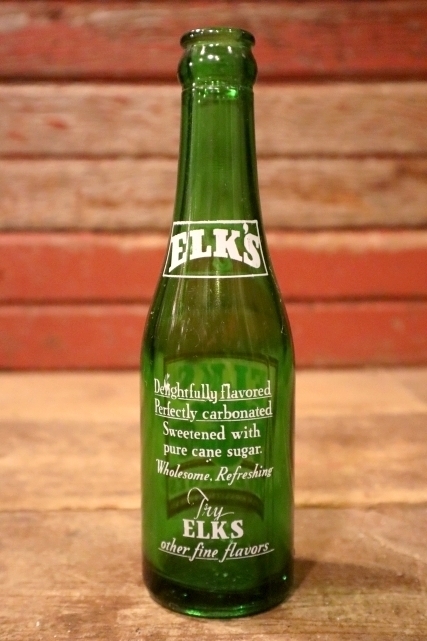 ELK'S
Delightfully flavored
Perfectly carbonated
Sweetened with
pure cane sugar.
Wholesome, Refreshing
Try
ELKS
other fine flavors